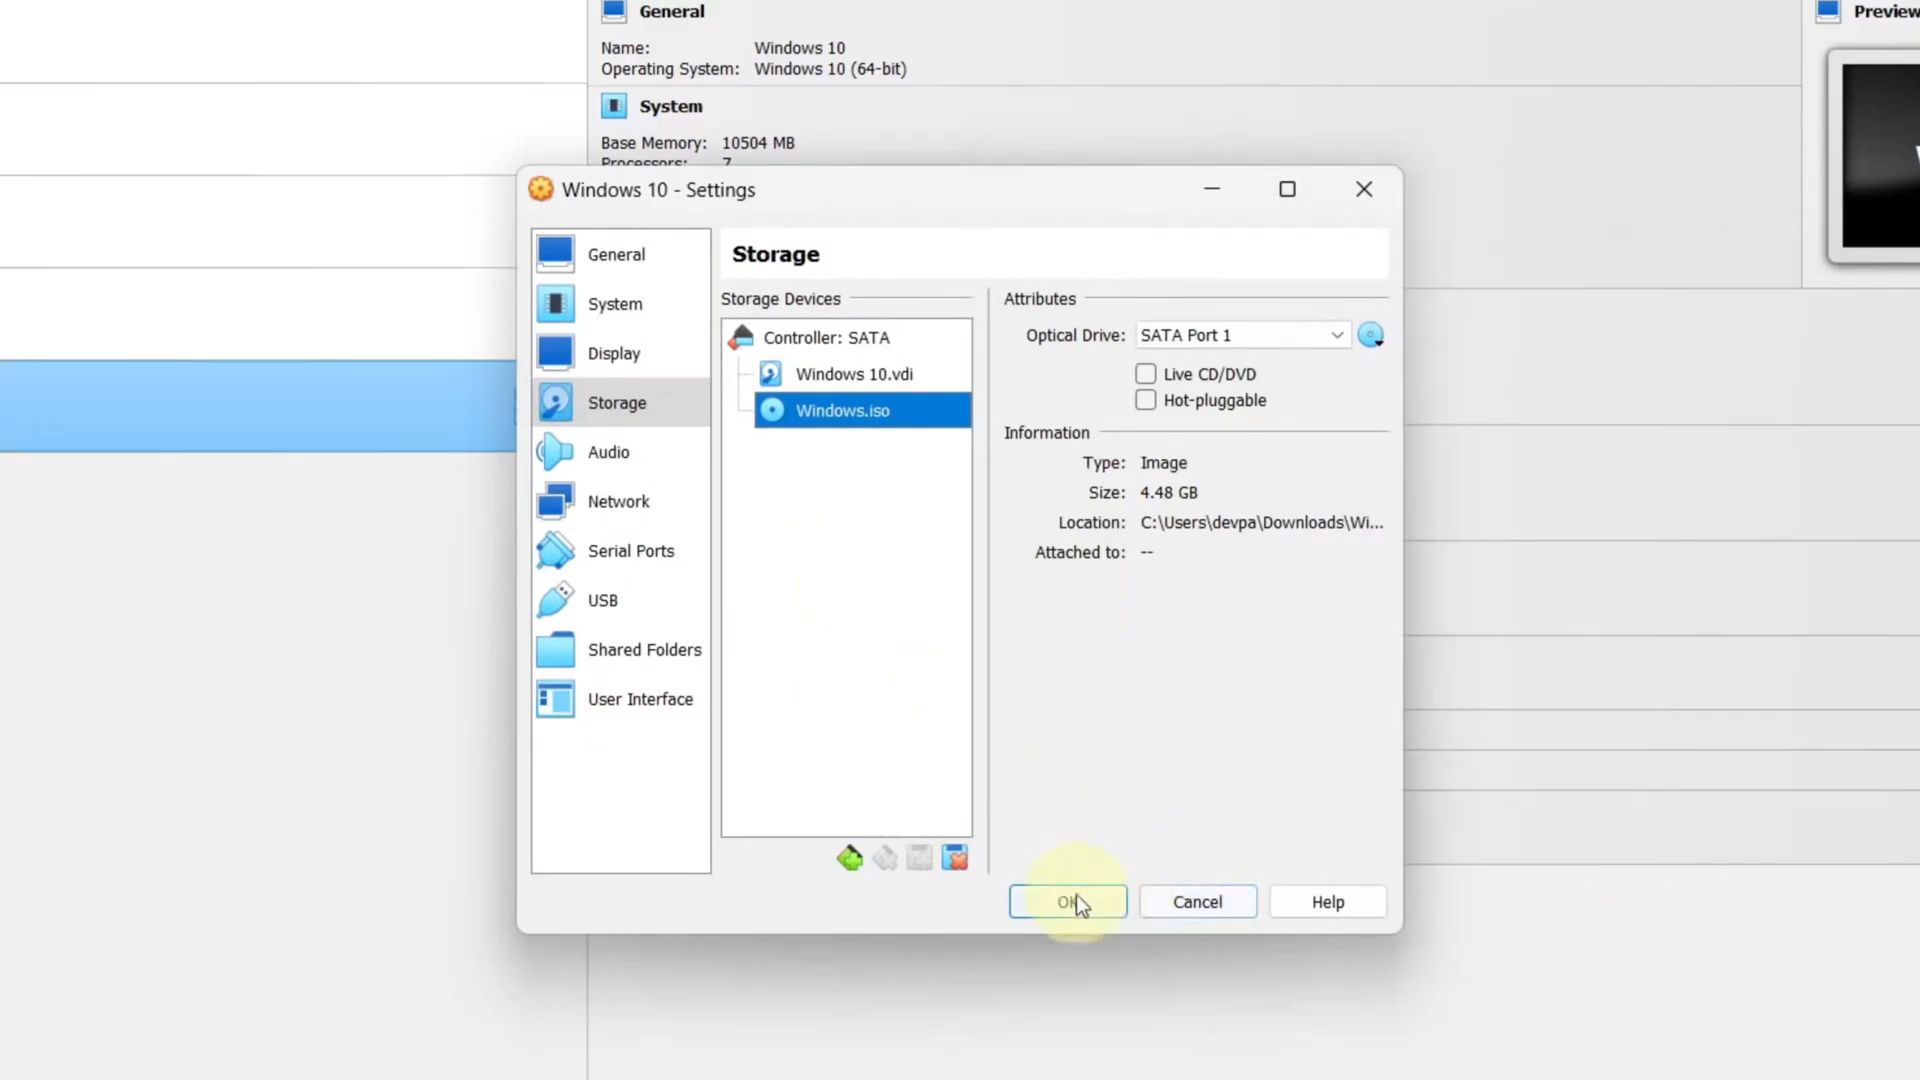 General
Preview
Name: Windows 10
Operating System: Windows 10 (64-bit)
System
Base Memory: 10504 MB
Processors: 7
Windows 10 - Settings
General
System
Display
Storage
Audio
Network
Serial Ports
USB
Shared Folders
User Interface
Storage
Storage Devices
Controller: SATA
Windows 10.vdi
Windows.iso
Attributes
Optical Drive: SATA Port 1
Live CD/DVD
Hot-pluggable
Information
Type: Image
Size: 4.48 GB
Location: C:\Users\devpa\Downloads\Wi...
Attached to: --
OK
Cancel
Help